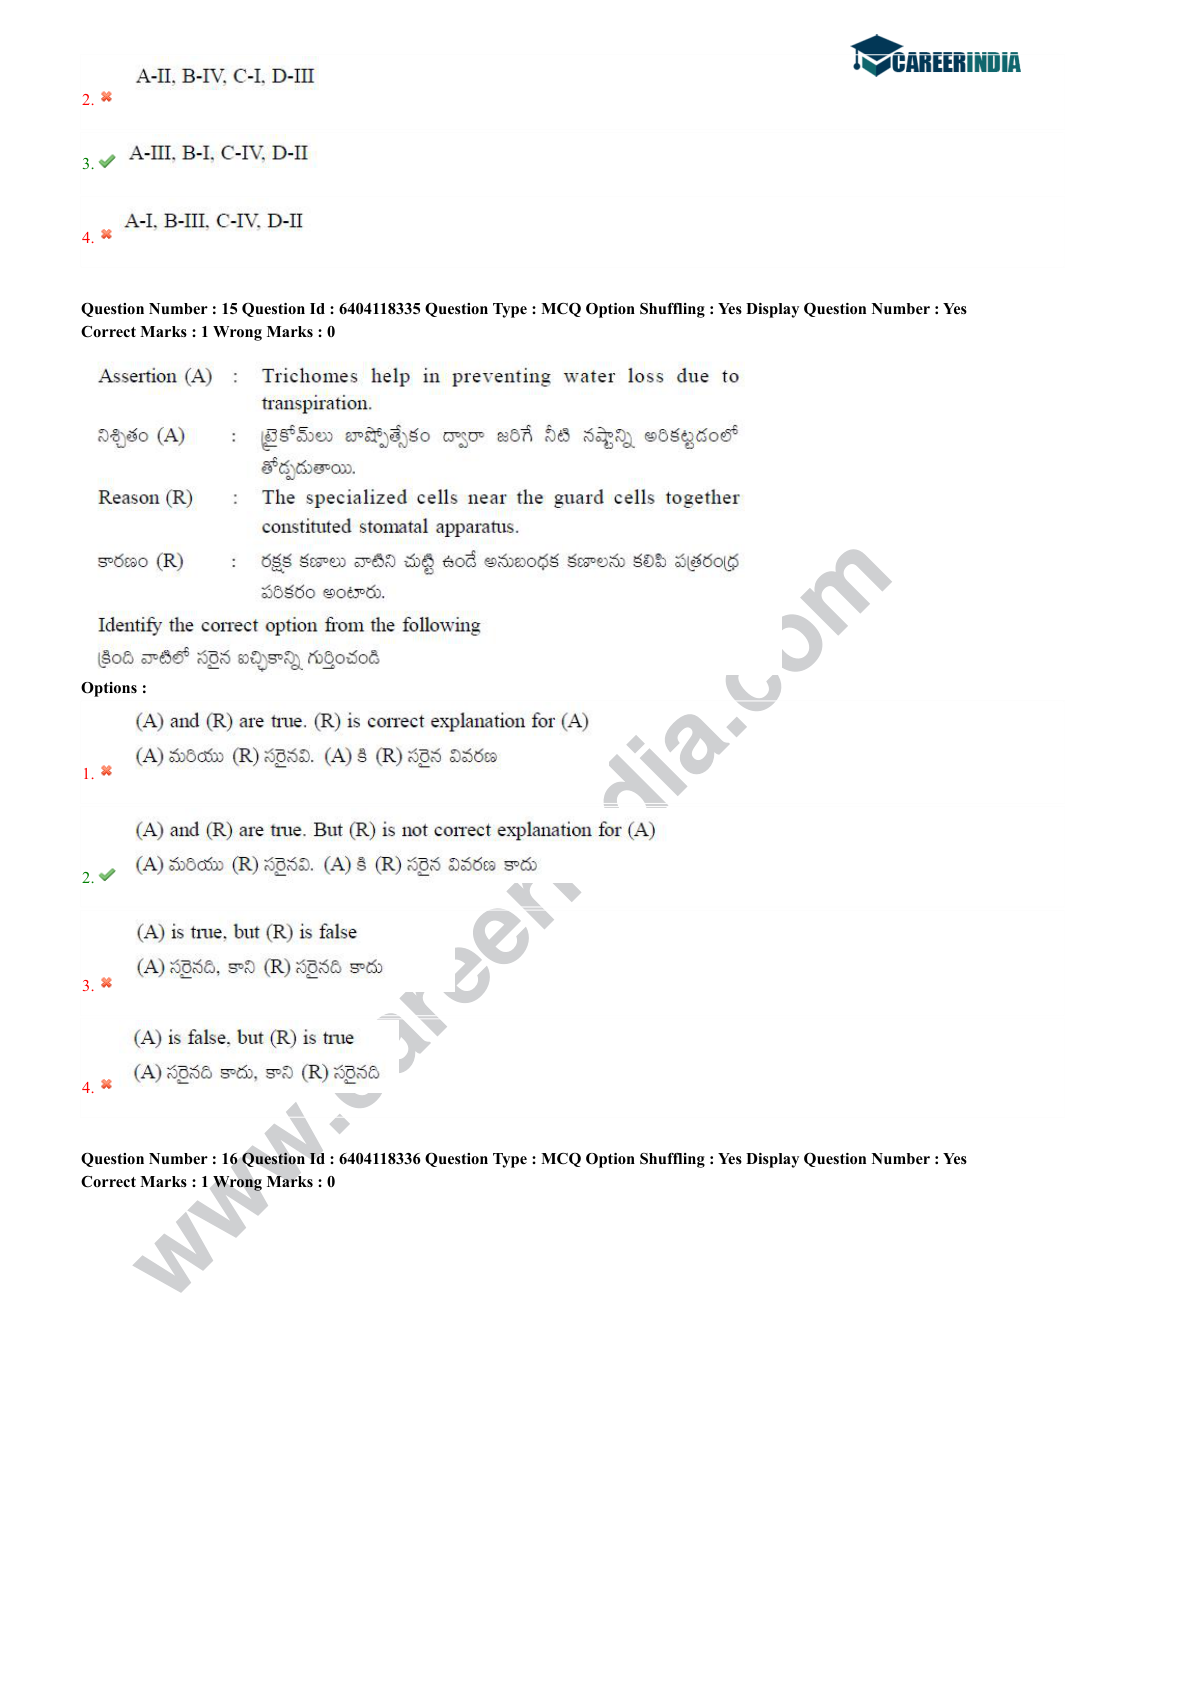 CAREERINDIA
A-II, B-IV, C-I, D-III
2.
3. A-III, B-I, C-IV, D-II
A-I, B-III, C-IV, D-II
4.
Question Number : 15 Question Id : 6404118335 Question Type : MCQ Option Shuffling : Yes Display Question Number : Yes
Correct Marks : 1 Wrong Marks : 0
Assertion (A) : Trichomes help in preventing water loss due to
transpiration.
నిశ్చితం (A) : ట్రైకోమ్‌లు బాష్పోత్సేకం ద్వారా జరిగే నీటి నష్టాన్ని అరికట్టడంలో
తోడ్పడుతాయి.
Reason (R) : The specialized cells near the guard cells together
constituted stomatal apparatus.
కారణం (R) : రక్షక కణాలు వాటిని చుట్టి ఉండే అనుబంధక కణాలను కలిపి పత్రరంధ్ర
పరికరం అంటారు.
Identify the correct option from the following
క్రింది వాటిలో సరైన ఐచ్ఛికాన్ని గుర్తించండి
Options :
(A) and (R) are true. (R) is correct explanation for (A)
(A) మరియు (R) సరైనవి. (A) కి (R) సరైన వివరణ
1.
(A) and (R) are true. But (R) is not correct explanation for (A)
(A) మరియు (R) సరైనవి. (A) కి (R) సరైన వివరణ కాదు
2.
(A) is true, but (R) is false
(A) సరైనది, కాని (R) సరైనది కాదు
3.
(A) is false, but (R) is true
(A) సరైనది కాదు, కాని (R) సరైనది
4.
Question Number : 16 Question Id : 6404118336 Question Type : MCQ Option Shuffling : Yes Display Question Number : Yes
Correct Marks : 1 Wrong Marks : 0